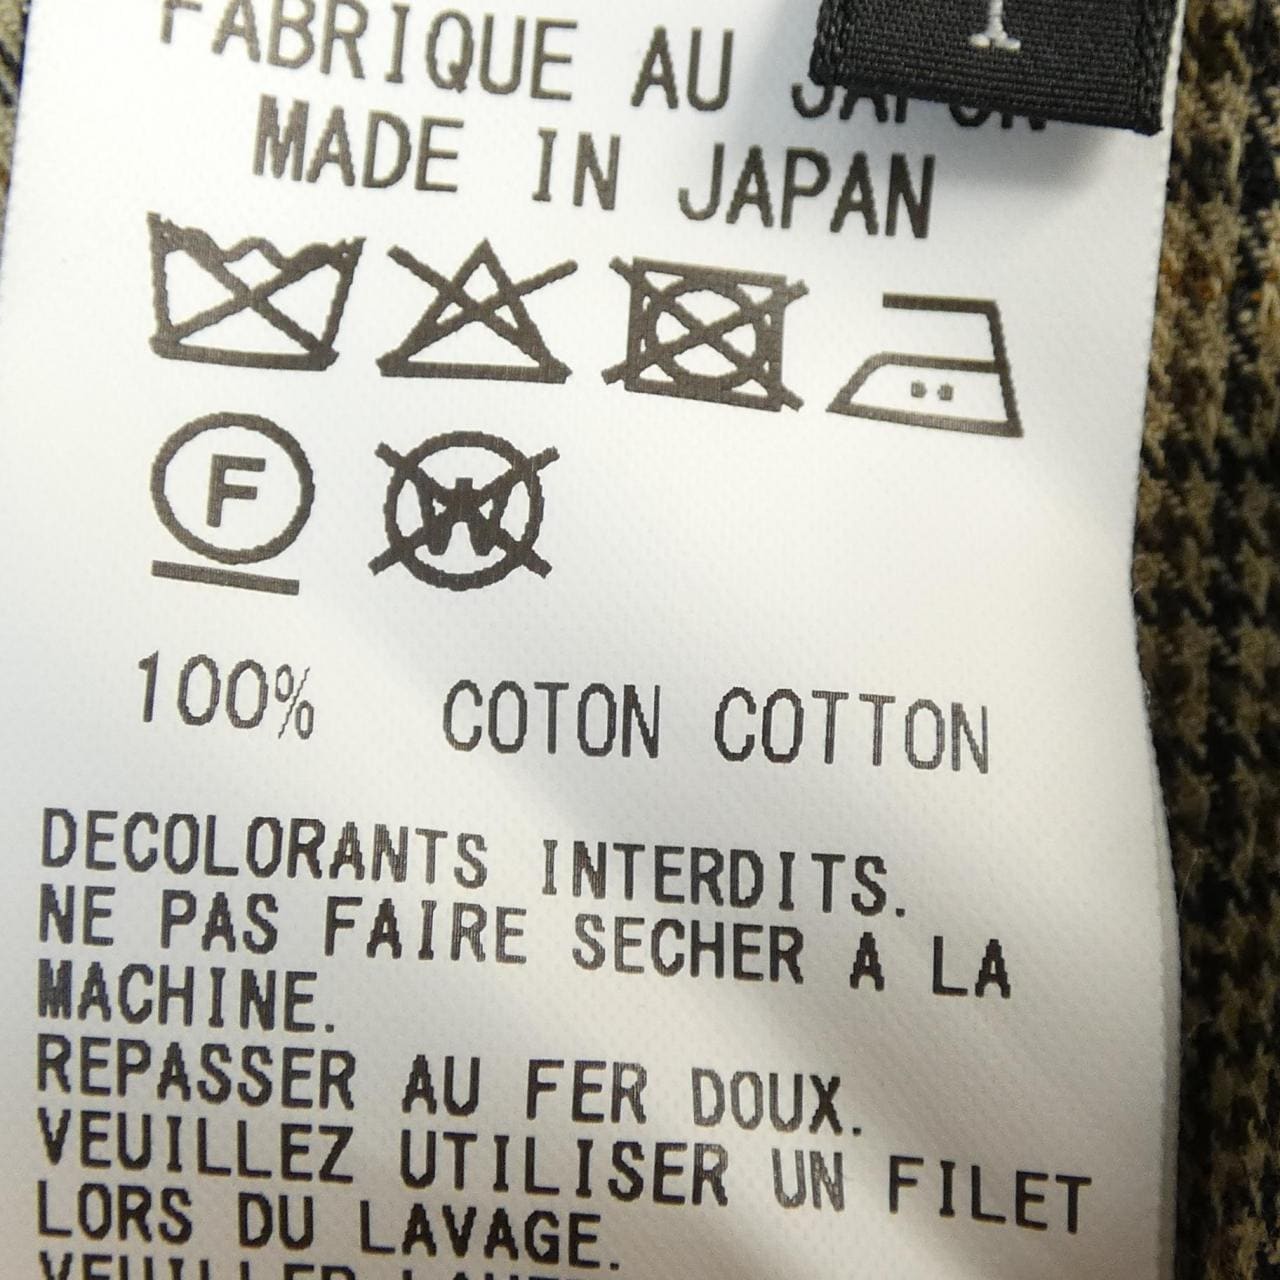 FABRIQUE AU JAPON
MADE IN JAPAN
F
W
100% COTON COTTON
DECOLORANTS INTERDITS.
NE PAS FAIRE SECHER A LA
MACHINE.
REPASSER AU FER DOUX.
VEUILLEZ UTILISER UN FILET
LORS DU LAVAGE.